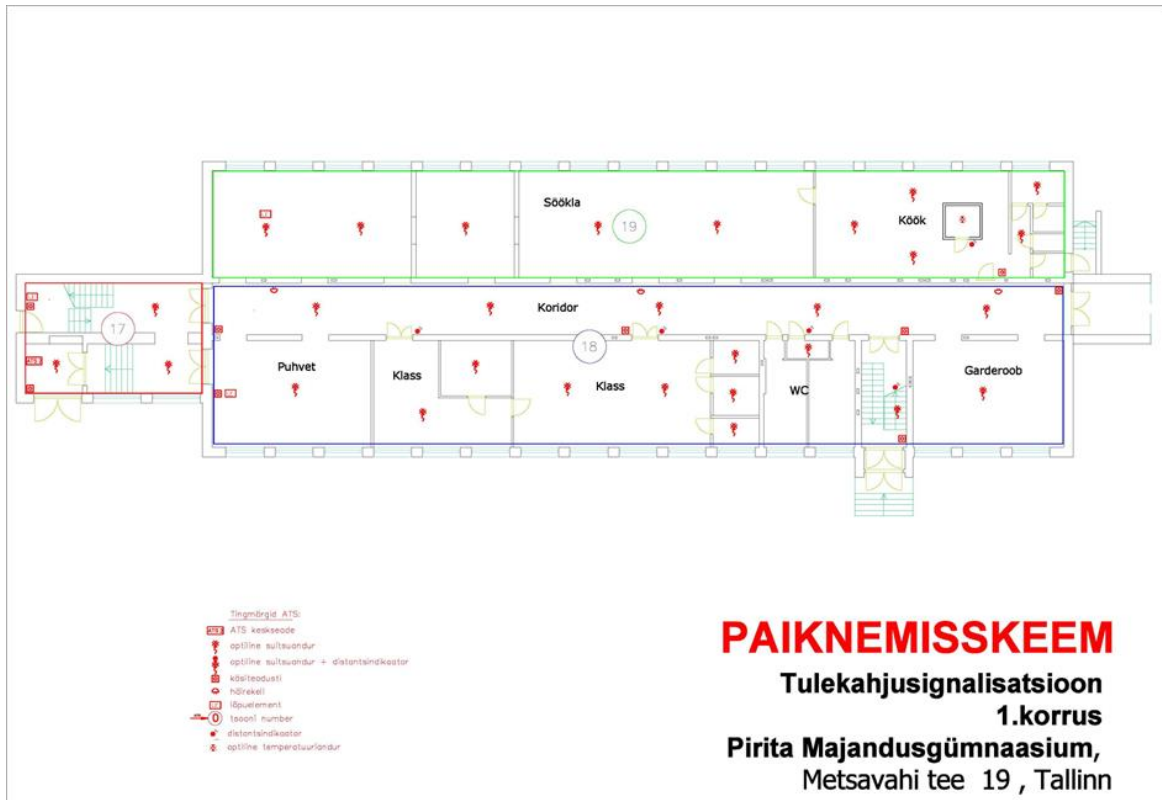 Söökla
19
Köök
17
Koridor
18
Puhvet
Klass
Klass
WC
Garderoob
Tingmärgid ATS:
ATS keskseade
optiline suitsuandur
optiline suitsuandur + distantsindikaator
käsiteadusti
häirekell
lõpuelement
0 tsooni number
distantsindikaator
optiline temperatuuriandur
PAIKNEMISSKEEM
Tulekahjusignalisatsioon
1.korrus
Pirita Majandusgümnaasium,
Metsavahi tee 19 , Tallinn